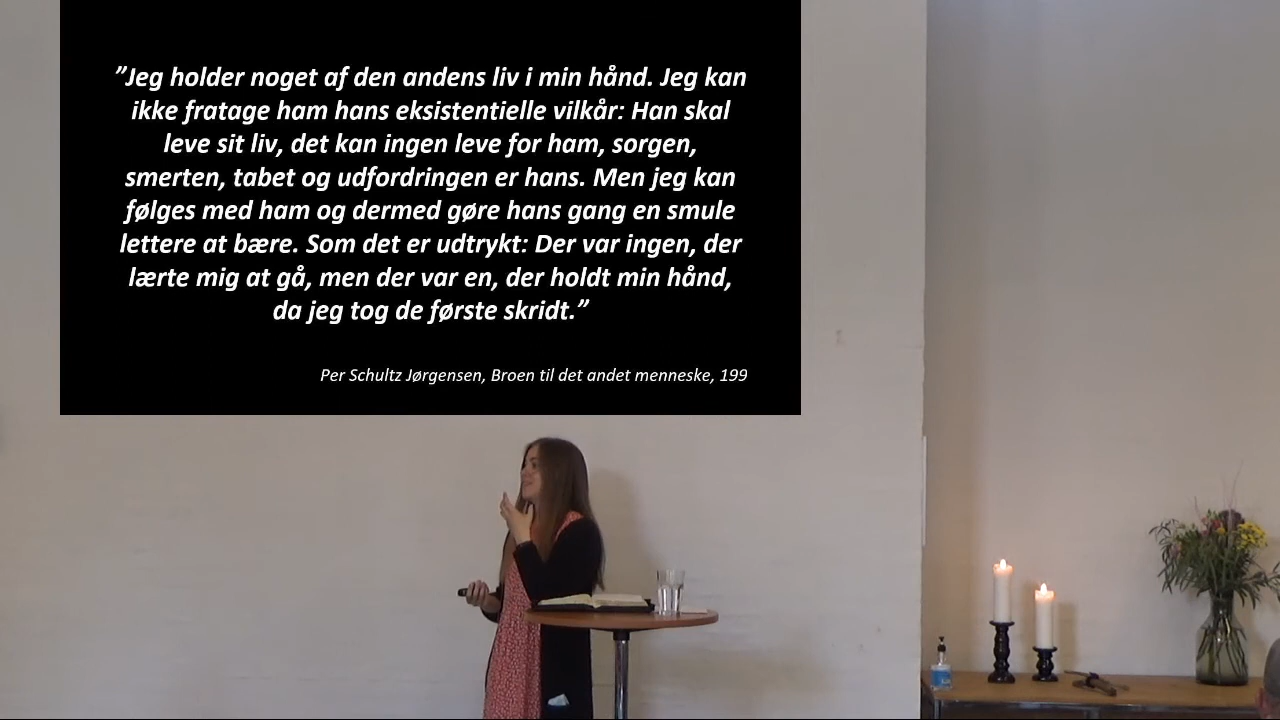 ”Jeg holder noget af den andens liv i min hånd. Jeg kan
ikke fratage ham hans eksistentielle vilkår: Han skal
leve sit liv, det kan ingen leve for ham, sorgen,
smerten, tabet og udfordringen er hans. Men jeg kan
følges med ham og dermed gøre hans gang en smule
lettere at bære. Som det er udtrykt: Der var ingen, der
lærte mig at gå, men der var en, der holdt min hånd,
da jeg tog de første skridt.”
Per Schultz Jørgensen, Broen til det andet menneske, 199